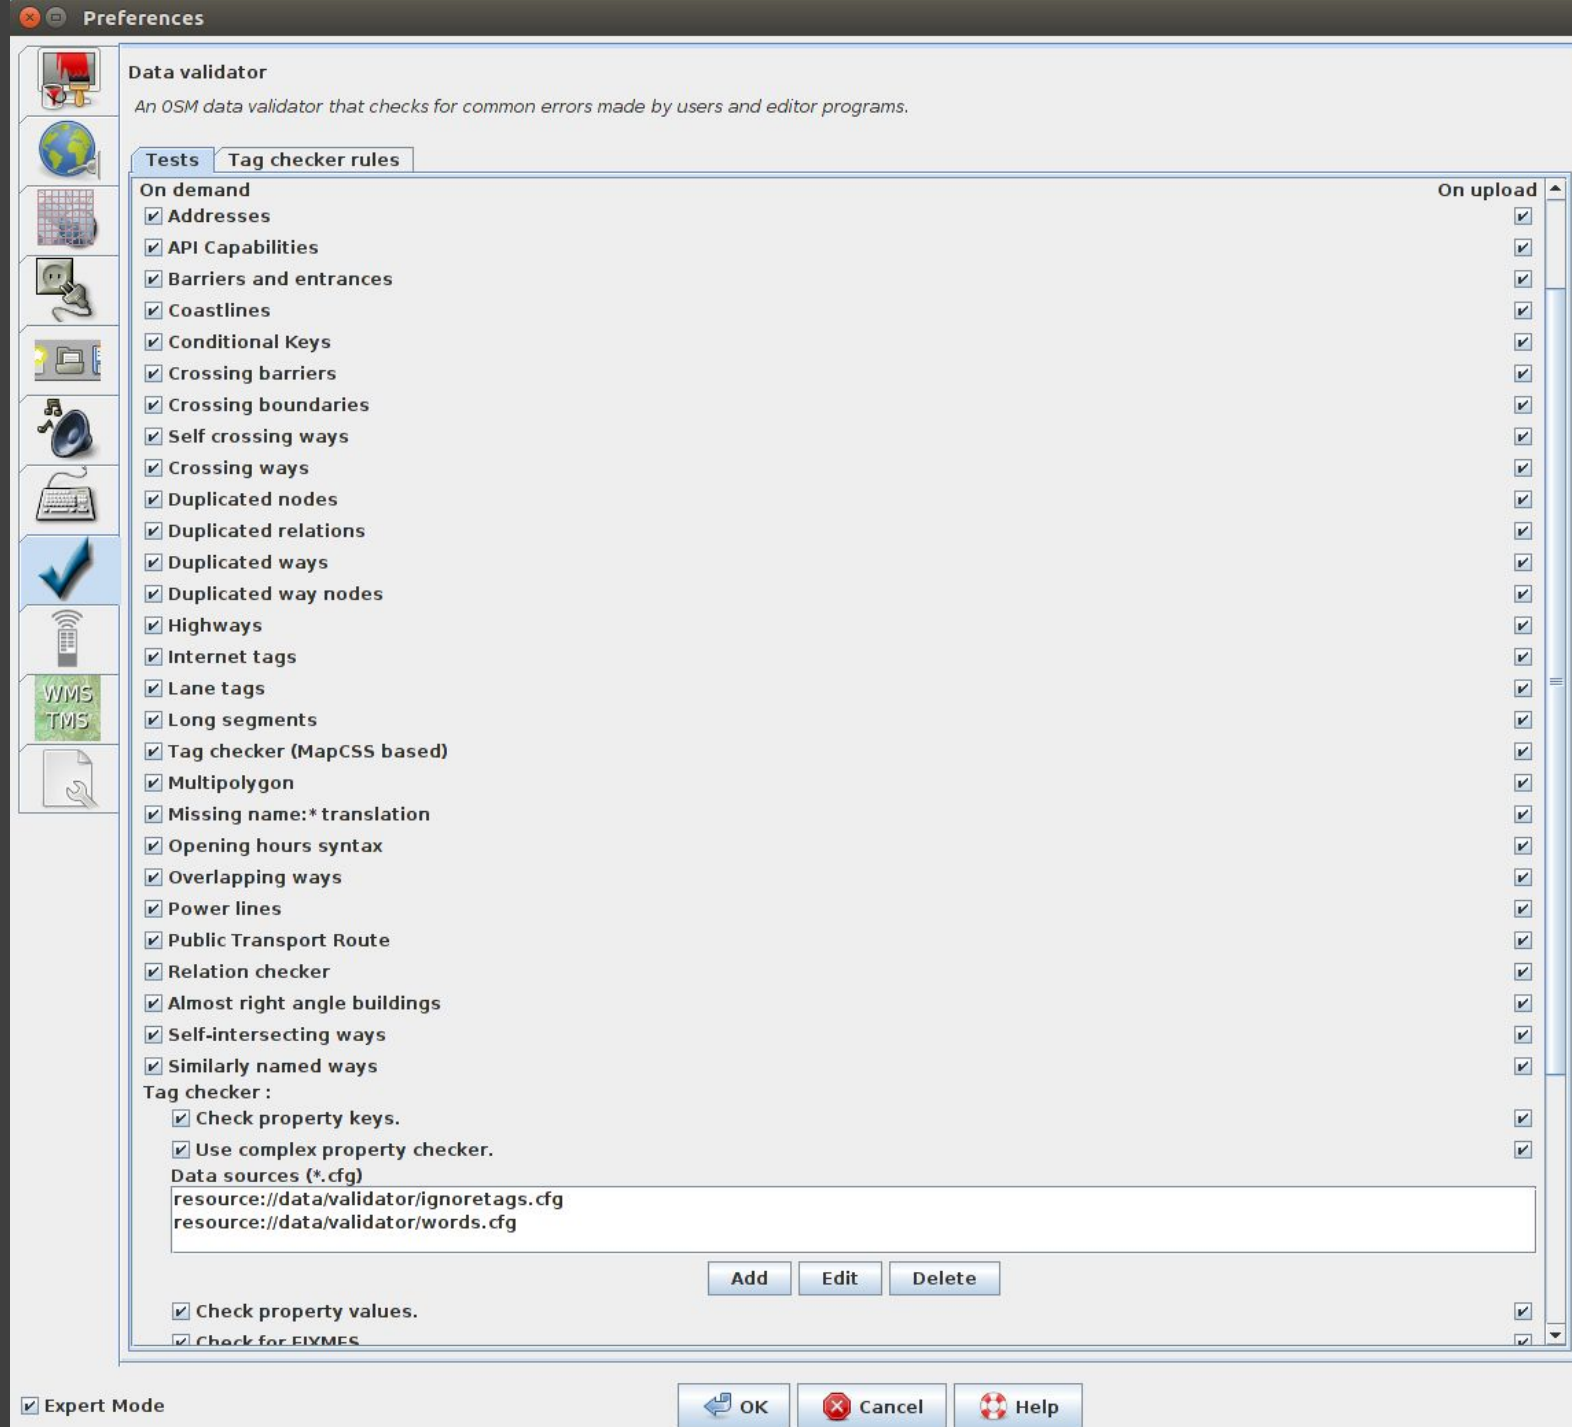 Preferences
Data validator
An OSM data validator that checks for common errors made by users and editor programs.
Tests Tag checker rules
On demand On upload
Addresses
API Capabilities
Barriers and entrances
Coastlines
Conditional Keys
Crossing barriers
Crossing boundaries
Self crossing ways
Crossing ways
Duplicated nodes
Duplicated relations
Duplicated ways
Duplicated way nodes
Highways
Internet tags
Lane tags
WMS
TMS
Long segments
Tag checker (MapCSS based)
Multipolygon
Missing name:* translation
Opening hours syntax
Overlapping ways
Power lines
Public Transport Route
Relation checker
Almost right angle buildings
Self-intersecting ways
Similarly named ways
Tag checker :
Check property keys.
Use complex property checker.
Data sources (*.cfg)
resource://data/validator/ignoretags.cfg
resource://data/validator/words.cfg
Add Edit Delete
Check property values.
Check for FIXMES
Expert Mode OK Cancel Help